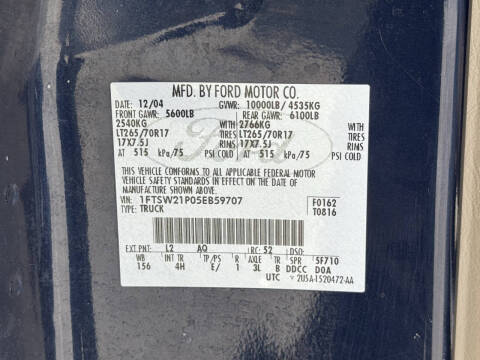 MFD. BY FORD MOTOR CO.
DATE: 12/04 GVWR: 10000LB / 4535KG
FRONT GAWR: 5600LB REAR GAWR: 6100LB
2540KG WITH 2766KG WITH
LT265/70R17 TIRES LT265/70R17 TIRES
17X7.5J RIMS 17X7.5J RIMS
AT 515 kPa/75 PSI COLD AT 515 kPa/75 PSI COLD
THIS VEHICLE CONFORMS TO ALL APPLICABLE FEDERAL MOTOR
VEHICLE SAFETY STANDARDS IN EFFECT ON THE DATE OF
MANUFACTURE SHOWN ABOVE.
VIN: 1FTSW21P05EB59707 F0162
TYPE: TRUCK T0816
Ford
EXT PNT: L2 AQ RC: 52 DSO:
WB TP/PS R AXLE TR SPR 5F710
156 4H E/ 1 3L B DDCC D0A
UTC ▽ 2U5A-1520472-AA